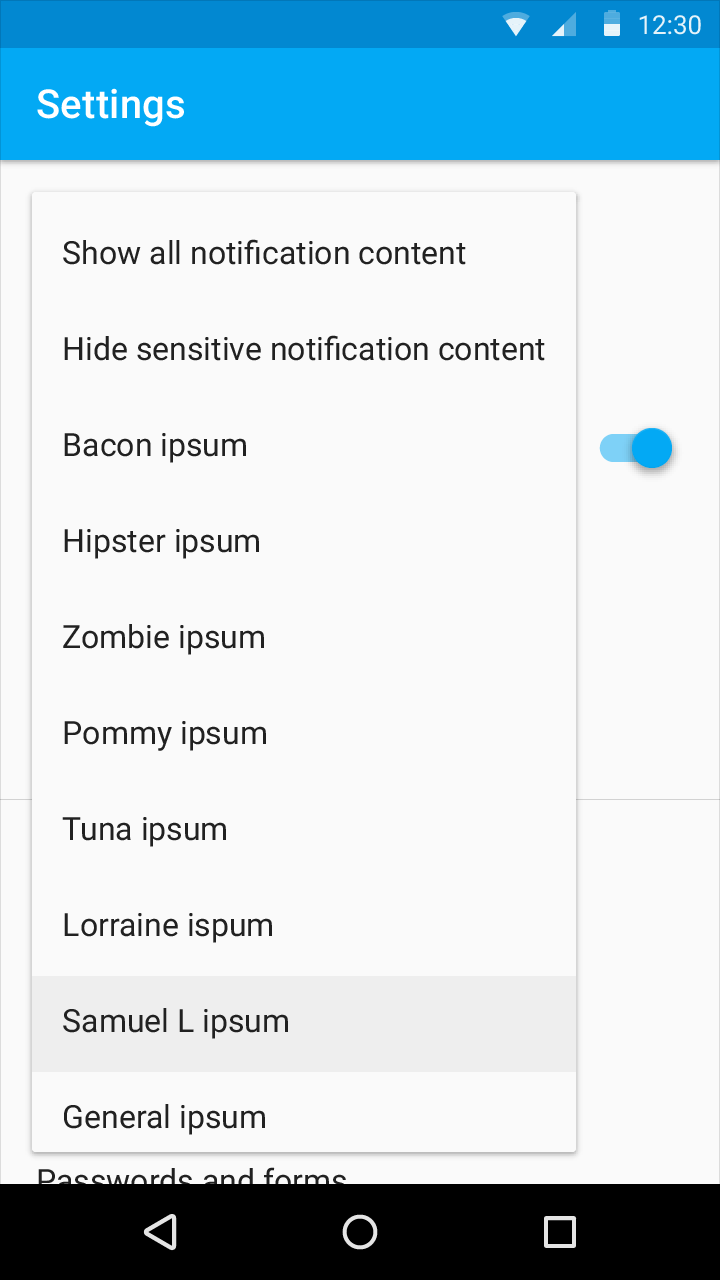 12:30
Settings
Show all notification content
Hide sensitive notification content
Bacon ipsum
Hipster ipsum
Zombie ipsum
Pommy ipsum
Tuna ipsum
Lorraine ispum
Samuel L ipsum
General ipsum
Passwords and forms